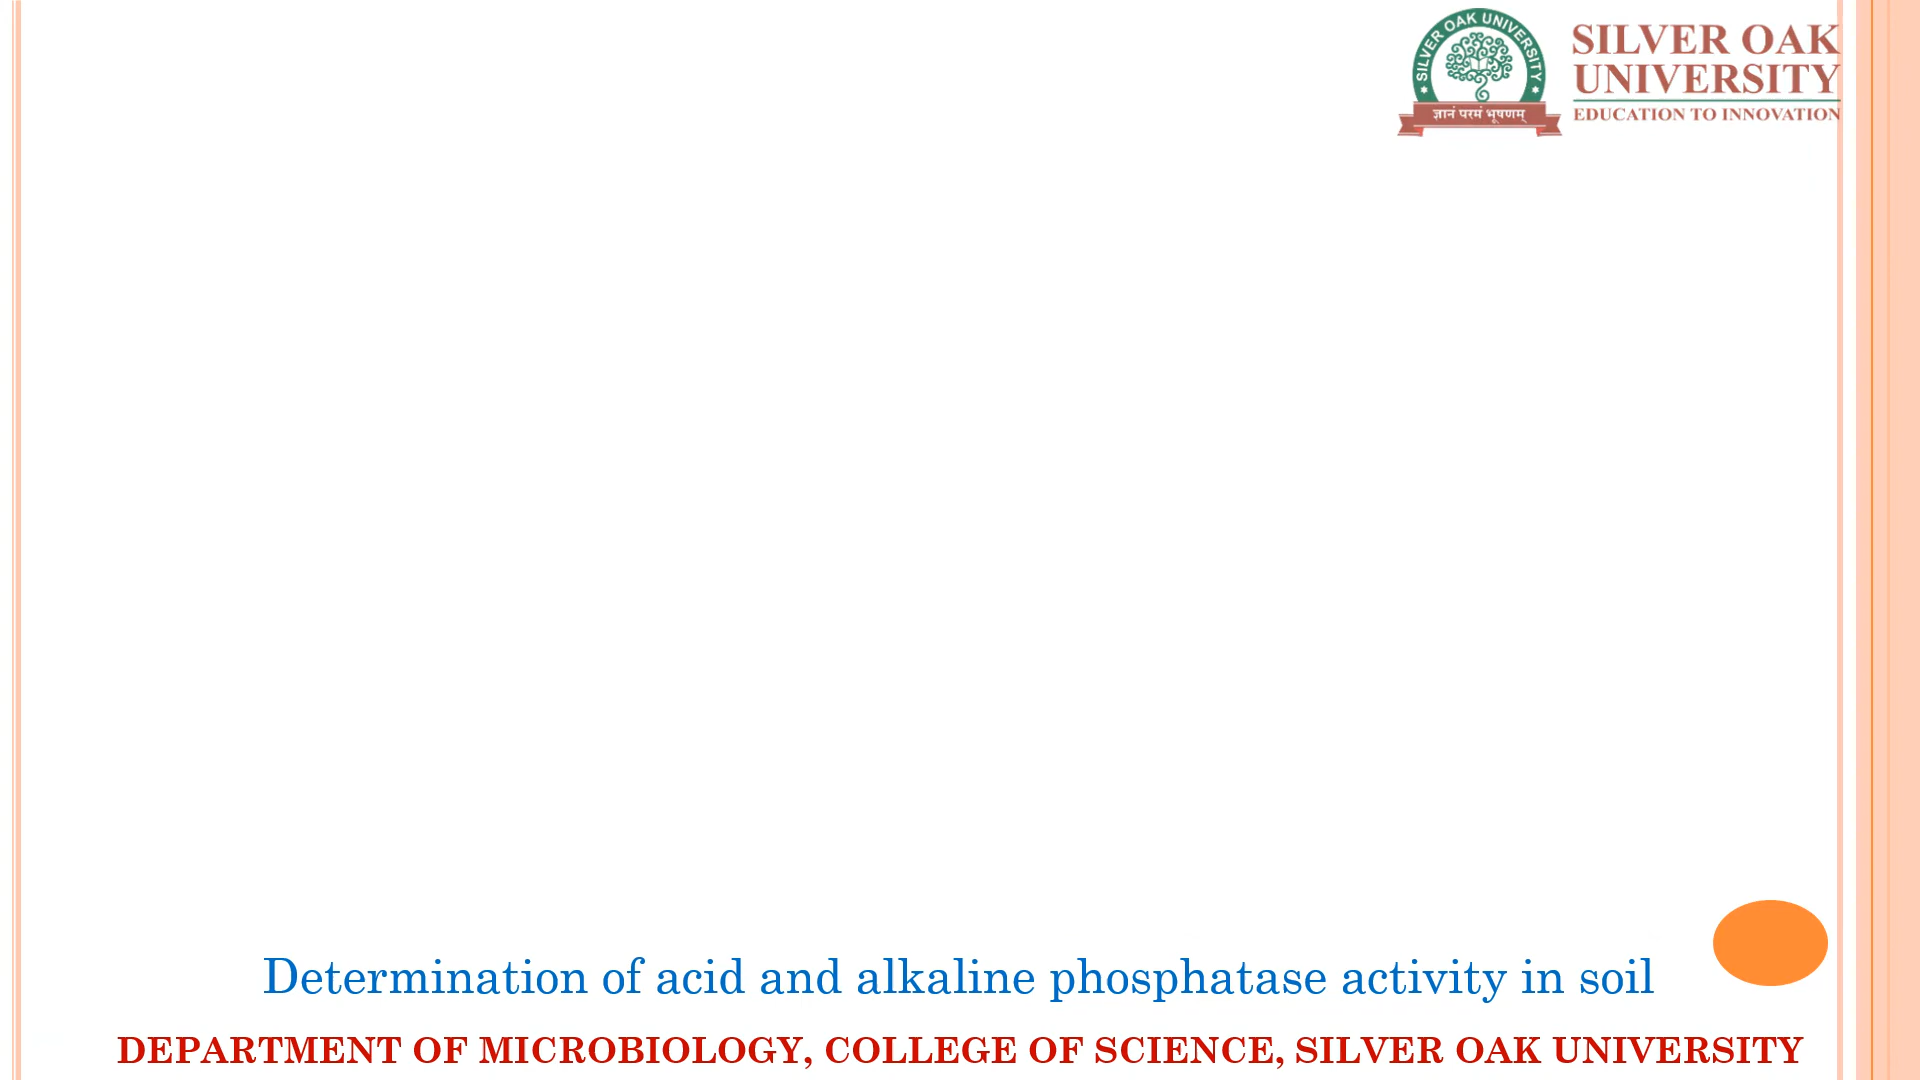 SILVER OAK UNIVERSITY
ज्ञानं परमं भूषणम्
SILVER OAK
UNIVERSITY
EDUCATION TO INNOVATION
Determination of acid and alkaline phosphatase activity in soil
DEPARTMENT OF MICROBIOLOGY, COLLEGE OF SCIENCE, SILVER OAK UNIVERSITY